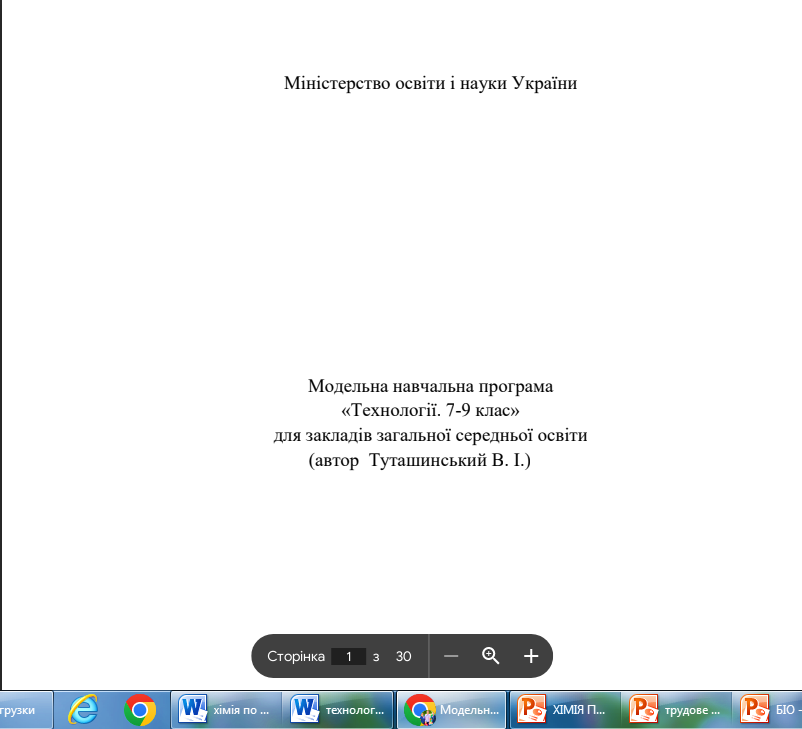 Міністерство освіти і науки України
Модельна навчальна програма
«Технології. 7-9 клас»
для закладів загальної середньої освіти
(автор Туташинський В. І.)
Сторінка 1 з 30
грузки
хімія по ...
технолог...
Модельн...
ХІМІЯ П...
трудове ...
БІО -